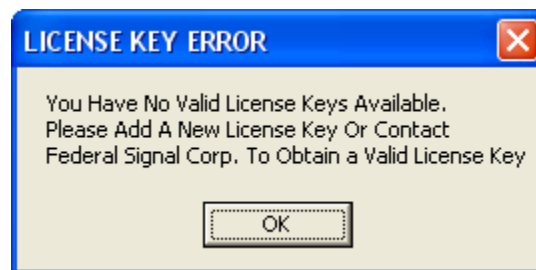 LICENSE KEY ERROR
You Have No Valid License Keys Available.
Please Add A New License Key Or Contact
Federal Signal Corp. To Obtain a Valid License Key
OK